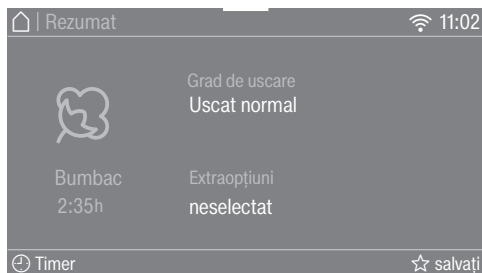 | Rezumat 11:02
Grad de uscare
Uscat normal
Bumbac
2:35h
Extraopțiuni
neselectat
Timer salvați